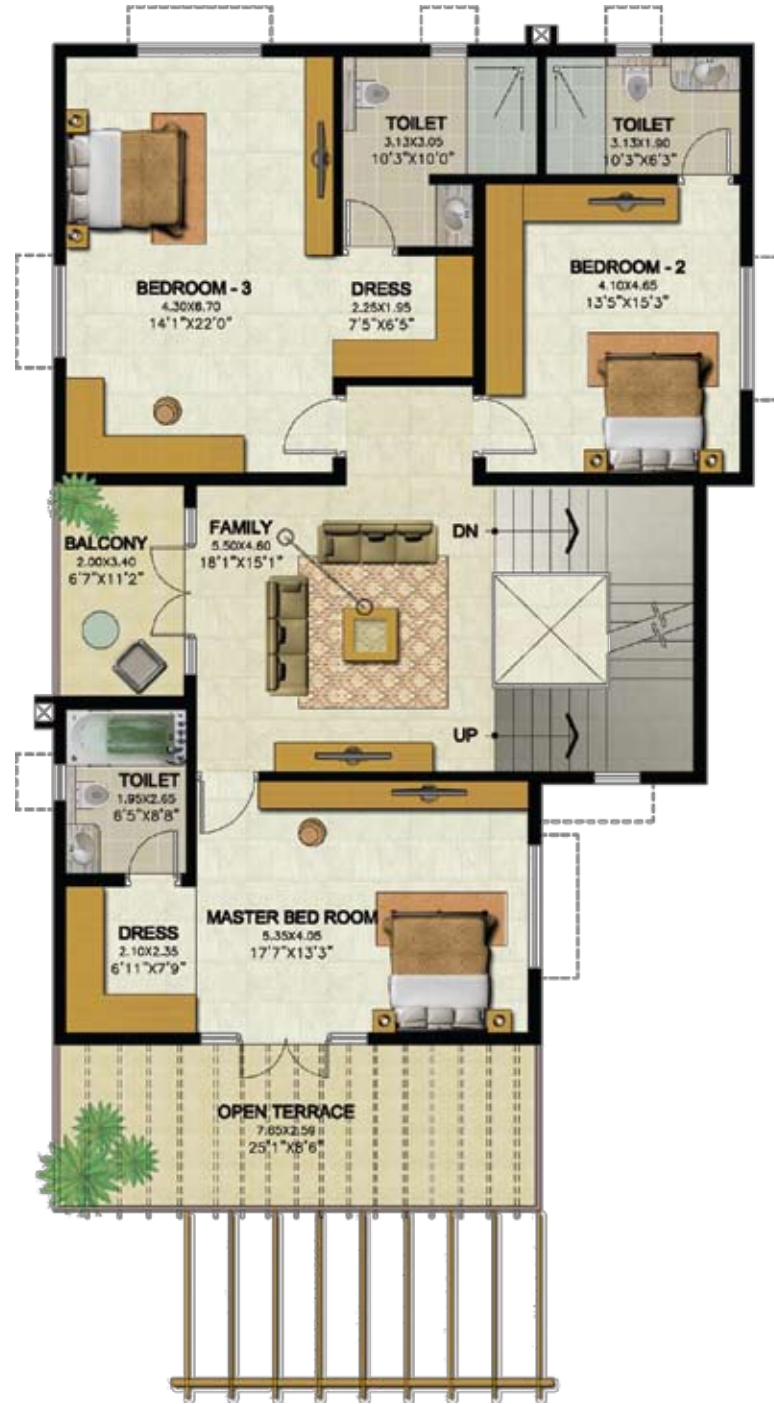 TOILET
3.13X3.05
10'3"X10'0"
TOILET
3.13X1.90
10'3"X6'3"
BEDROOM - 3
4.30X6.70
14'1"X22'0"
DRESS
2.25X1.95
7'5"X6'5"
BEDROOM - 2
4.10X4.65
13'5"X15'3"
BALCONY
2.00X3.40
6'7"X11'2"
FAMILY
5.50X4.60
18'1"X15'1"
DN
UP
TOILET
1.95X2.65
6'5"X8'8"
DRESS
2.10X2.35
6'11"X7'9"
MASTER BED ROOM
5.35X4.05
17'7"X13'3"
OPEN TERRACE
7.65X2.59
25'1"X8'6"